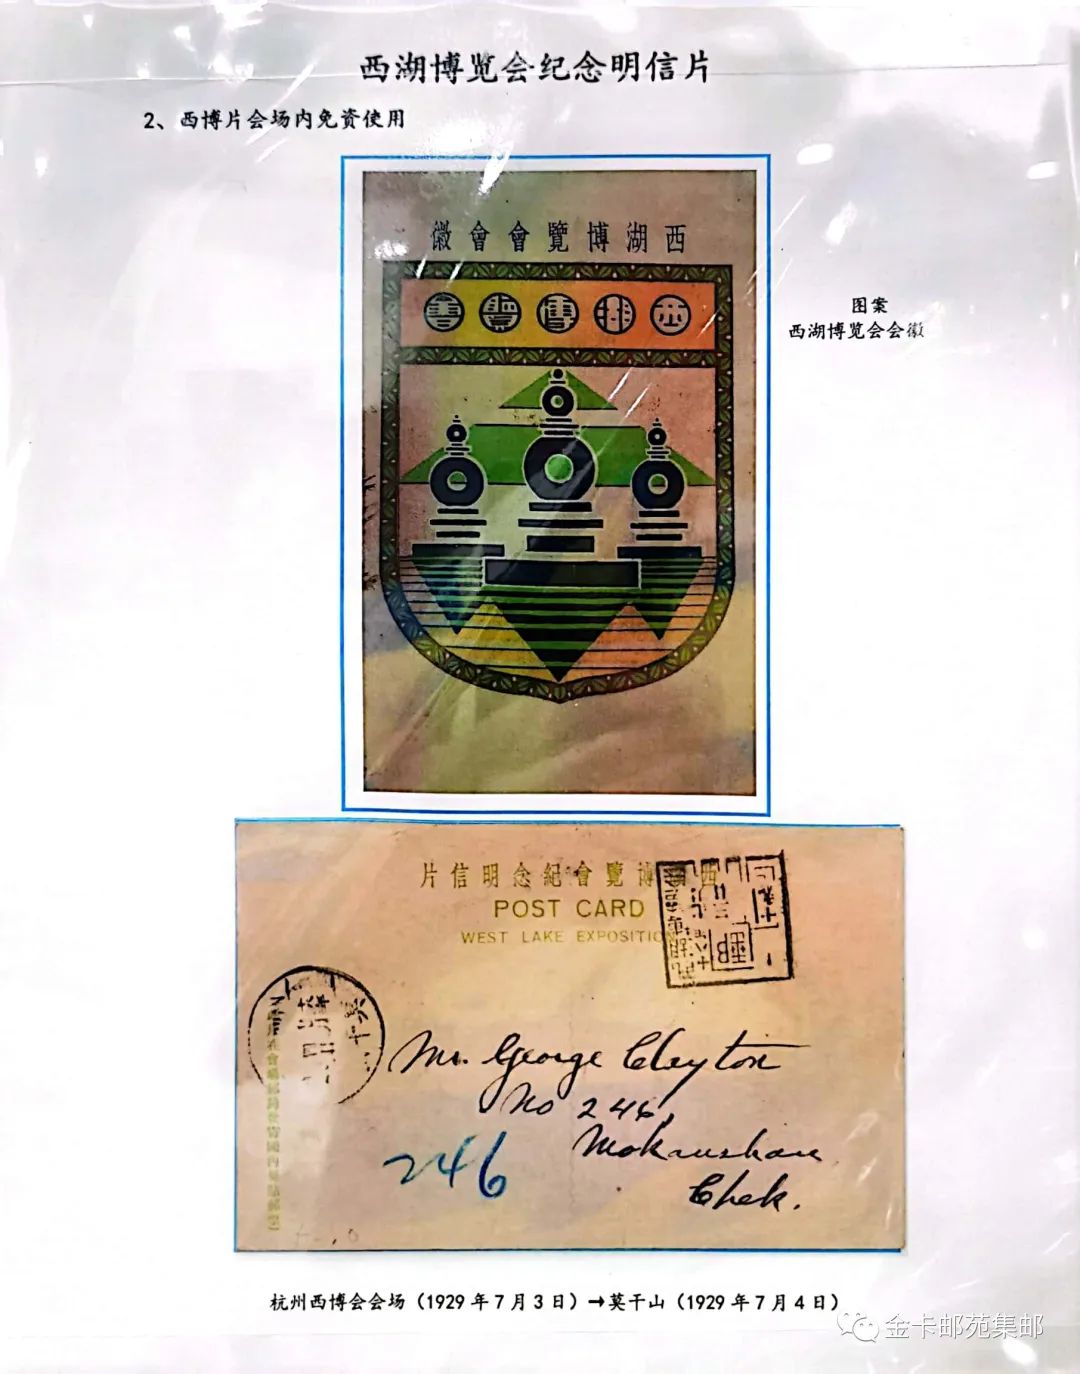 西湖博览会纪念明信片
2、西博片会场内免资使用
徽會會覽博湖西
图案
西湖博览会会徽
片信明念紀會覽博湖西
POST CARD
WEST LAKE EXPOSITION
郵
Mr. George Cleyton
No 246,
Mokanshan
Chek.
246
杭州西博会会场（1929年7月3日）→莫干山（1929年7月4日）
金卡邮苑集邮